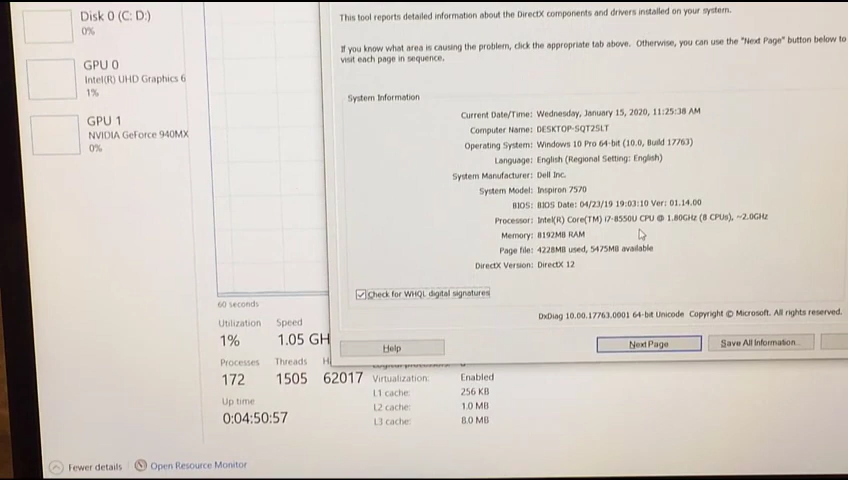 Disk 0 (C: D:)
0%
GPU 0
Intel(R) UHD Graphics 6
1%
GPU 1
NVIDIA GeForce 940MX
0%
This tool reports detailed information about the DirectX components and drivers installed on your system.
If you know what area is causing the problem, click the appropriate tab above. Otherwise, you can use the "Next Page" button below to
visit each page in sequence.
System Information
Current Date/Time: Wednesday, January 15, 2020, 11:25:38 AM
Computer Name: DESKTOP-SQT25LT
Operating System: Windows 10 Pro 64-bit (10.0, Build 17763)
Language: English (Regional Setting: English)
System Manufacturer: Dell Inc.
System Model: Inspiron 7570
BIOS: BIOS Date: 04/23/19 19:03:10 Ver: 01.14.00
Processor: Intel(R) Core(TM) i7-8550U CPU @ 1.80GHz (8 CPUs), ~2.0GHz
Memory: 8192MB RAM
Page file: 4228MB used, 5475MB available
DirectX Version: DirectX 12
Check for WHQL digital signatures
DxDiag 10.00.17763.0001 64-bit Unicode Copyright © Microsoft. All rights reserved.
Help
Next Page
Save All Information...
60 seconds
Utilization Speed
1% 1.05 GH
Processes Threads H
172 1505 62017
Up time
0:04:50:57
Virtualization: Enabled
L1 cache: 256 KB
L2 cache: 1.0 MB
L3 cache: 8.0 MB
Fewer details
Open Resource Monitor